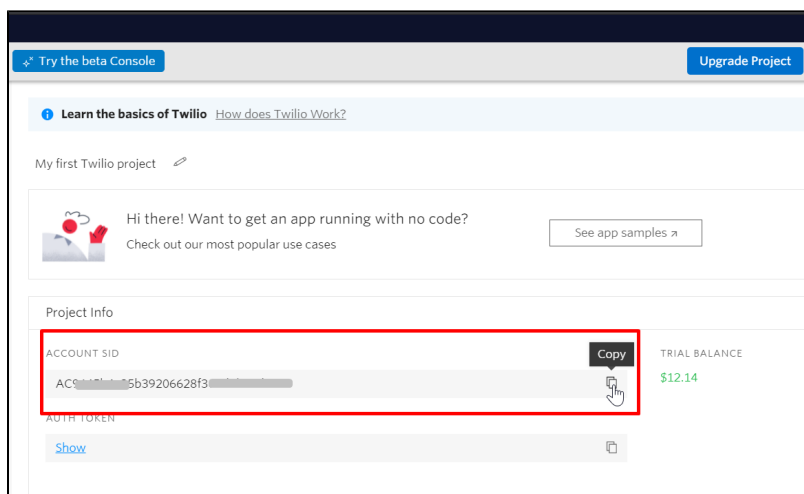 Try the beta Console
Upgrade Project
Learn the basics of Twilio How does Twilio Work?
My first Twilio project
Hi there! Want to get an app running with no code?
Check out our most popular use cases
See app samples
Project Info
ACCOUNT SID
Copy
TRIAL BALANCE
$12.14
AUTH TOKEN
Show